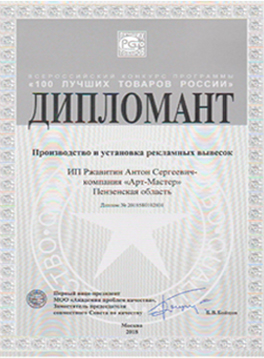 ВСЕРОССИЙСКИЙ КОНКУРС ПРОГРАММЫ
«100 ЛУЧШИХ ТОВАРОВ РОССИИ»
ДИПЛОМАНТ
Производство и установка рекламных вывесок
ИП Ржавитин Антон Сергеевич-
компания «Арт-Мастер»
Пензенская область
Диплом №
Первый вице-президент
МОО «Академия проблем качества»,
Заместитель председателя
совместного Совета по качеству
Москва
2018